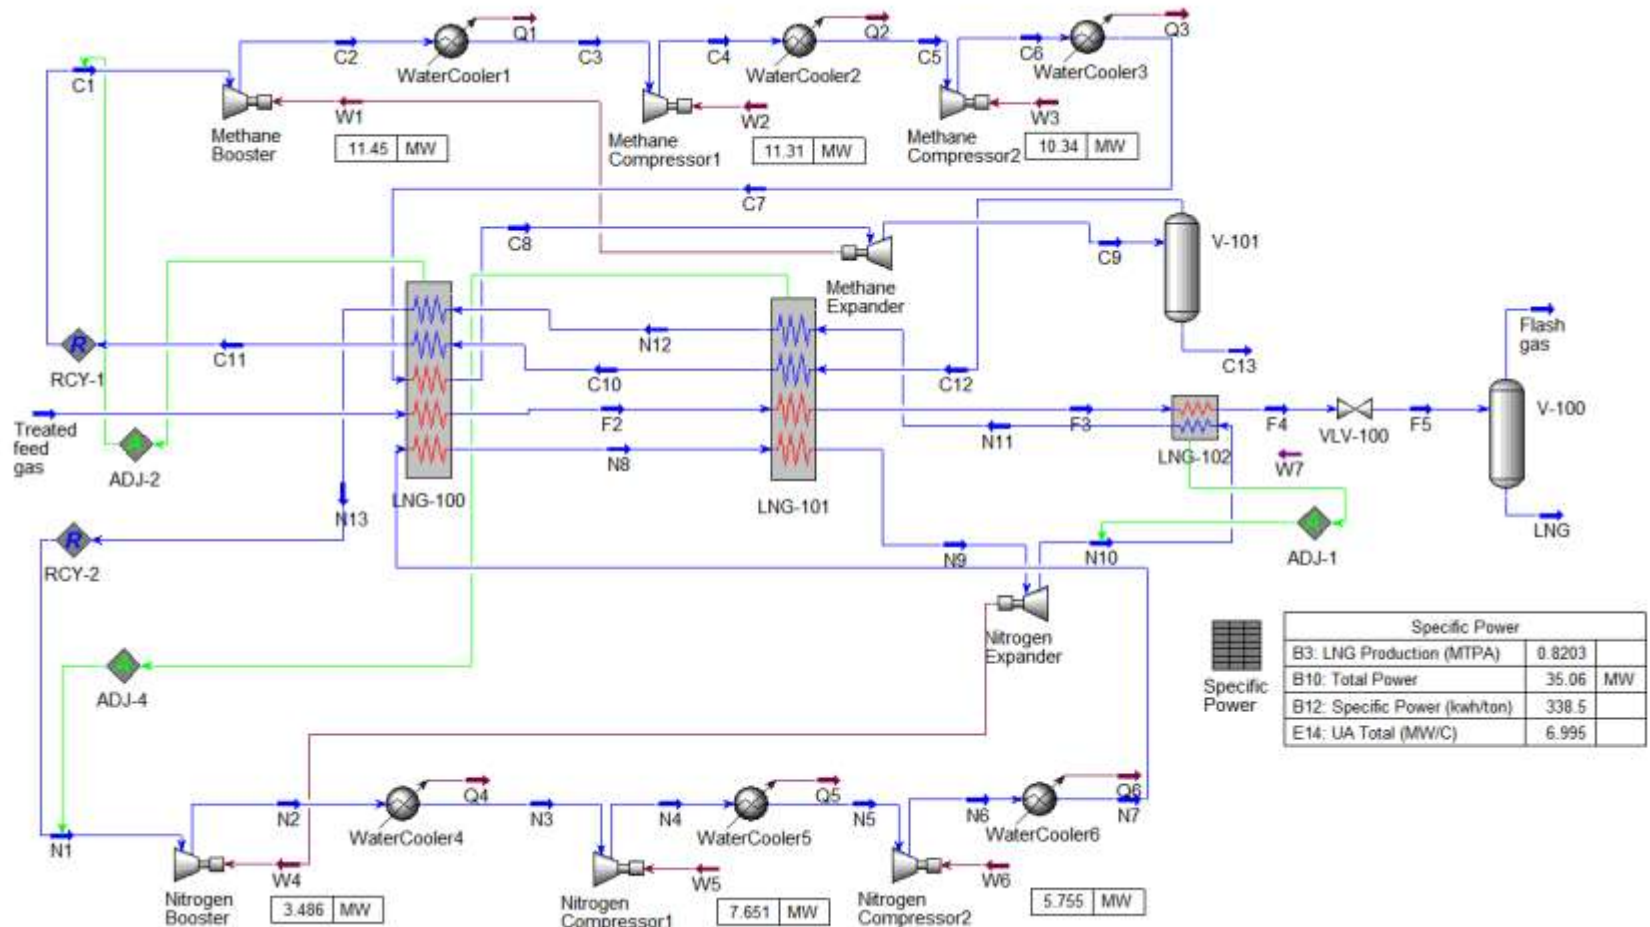 Q1
Q2
Q3
C2
C3
C4
C5
C6
WaterCooler1
WaterCooler2
WaterCooler3
C1
W1
W2
W3
Methane
Booster
11.45 MW
Methane
Compressor1
11.31 MW
Methane
Compressor2
10.34 MW
C7
C8
C9
V-101
Methane
Expander
C13
Flash
gas
N12
C11
C10
C12
RCY-1
Treated
feed
gas
F2
F3
F4
F5
V-100
N11
VLV-100
ADJ-2
N8
LNG-102
W7
LNG-100
LNG-101
N13
LNG
RCY-2
N9
N10
ADJ-1
Nitrogen
Expander
ADJ-4
Specific
Power
Specific Power
B3: LNG Production (MTPA) 0.8203
B10: Total Power 35.06 MW
B12: Specific Power (kwh/ton) 338.5
E14: UA Total (MW/C) 6.995
Q4
Q5
Q6
N1
N2
N3
N4
N5
N6
N7
WaterCooler4
WaterCooler5
WaterCooler6
W4
W5
W6
Nitrogen
Booster
3.486 MW
Nitrogen
Compressor1
7.651 MW
Nitrogen
Compressor2
5.755 MW
R
R